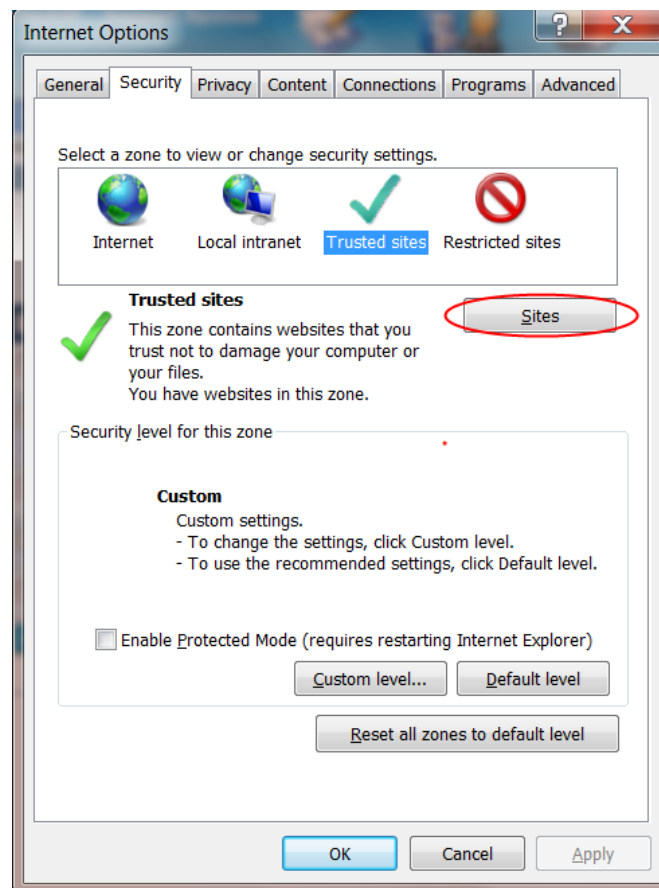 Internet Options
General Security Privacy Content Connections Programs Advanced
Select a zone to view or change security settings.
Internet Local intranet Trusted sites Restricted sites
Trusted sites
Sites
This zone contains websites that you
trust not to damage your computer or
your files.
You have websites in this zone.
Security level for this zone
Custom
Custom settings.
- To change the settings, click Custom level.
- To use the recommended settings, click Default level.
Enable Protected Mode (requires restarting Internet Explorer)
Custom level... Default level
Reset all zones to default level
OK Cancel Apply